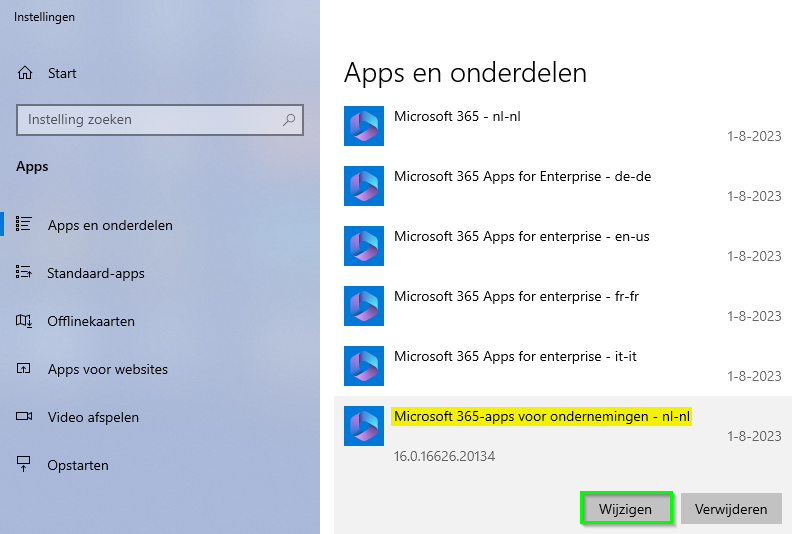 Instellingen
Start
Instelling zoeken
Apps
Apps en onderdelen
Standaard-apps
Offlinekaarten
Apps voor websites
Video afspelen
Opstarten
Apps en onderdelen
Microsoft 365 - nl-nl
1-8-2023
Microsoft 365 Apps for Enterprise - de-de
1-8-2023
Microsoft 365 Apps for enterprise - en-us
1-8-2023
Microsoft 365 Apps for enterprise - fr-fr
1-8-2023
Microsoft 365 Apps for enterprise - it-it
1-8-2023
Microsoft 365-apps voor ondernemingen - nl-nl
1-8-2023
16.0.16626.20134
Wijzigen
Verwijderen